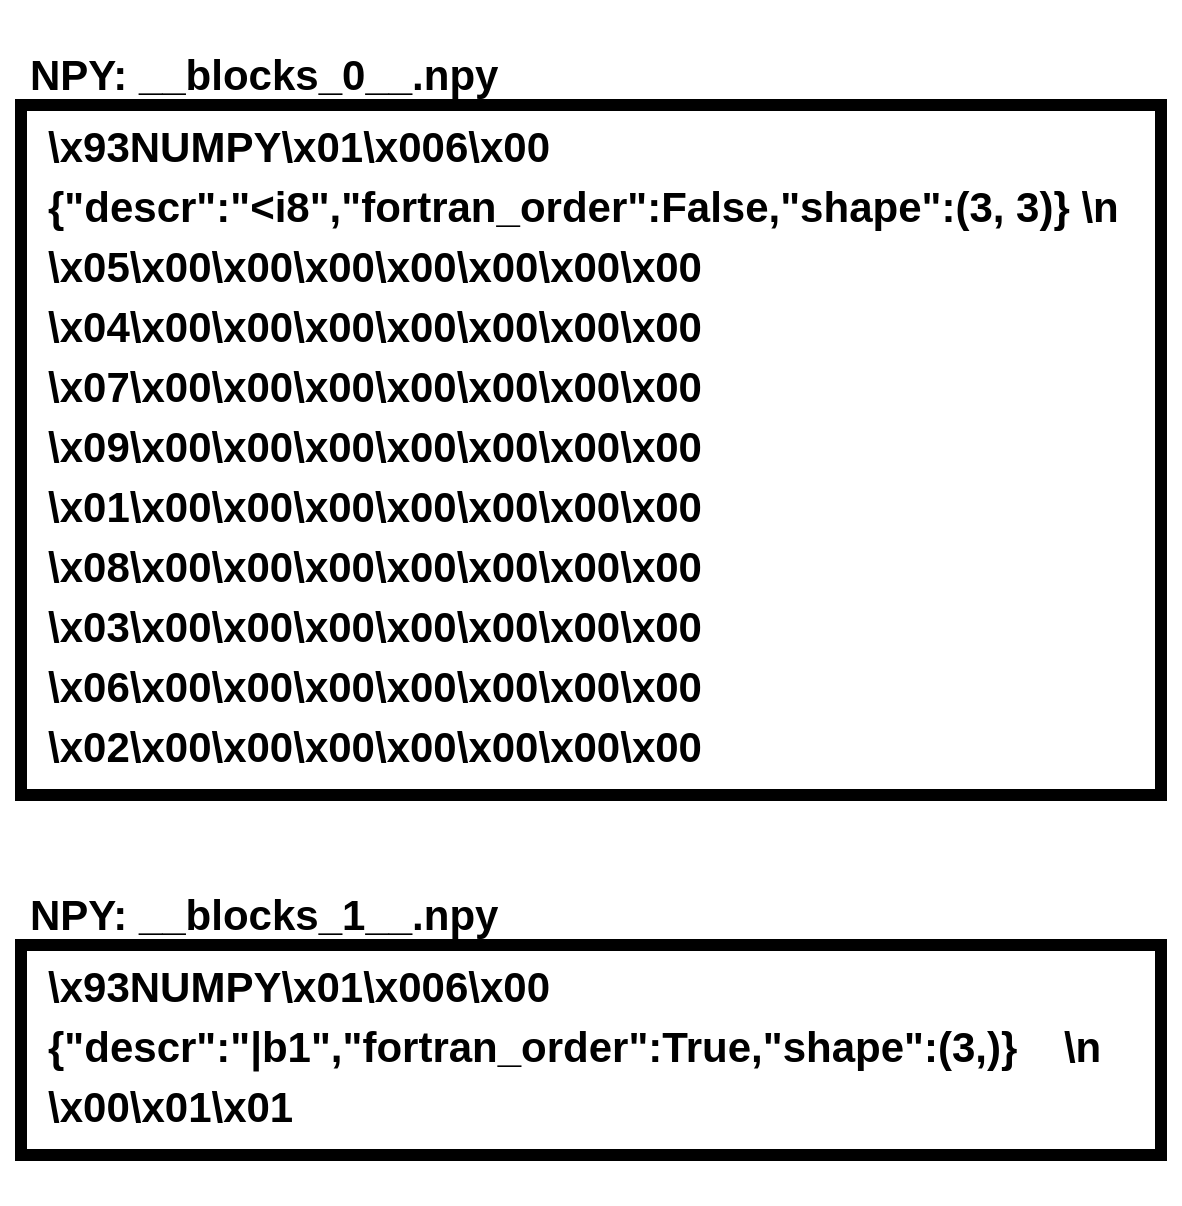 NPY: __blocks_0__.npy
\x93NUMPY\x01\x006\x00
{"descr":"<i8","fortran_order":False,"shape":(3, 3)} \n
\x05\x00\x00\x00\x00\x00\x00\x00
\x04\x00\x00\x00\x00\x00\x00\x00
\x07\x00\x00\x00\x00\x00\x00\x00
\x09\x00\x00\x00\x00\x00\x00\x00
\x01\x00\x00\x00\x00\x00\x00\x00
\x08\x00\x00\x00\x00\x00\x00\x00
\x03\x00\x00\x00\x00\x00\x00\x00
\x06\x00\x00\x00\x00\x00\x00\x00
\x02\x00\x00\x00\x00\x00\x00\x00
NPY: __blocks_1__.npy
\x93NUMPY\x01\x006\x00
{"descr":"|b1","fortran_order":True,"shape":(3,)}    \n
\x00\x01\x01